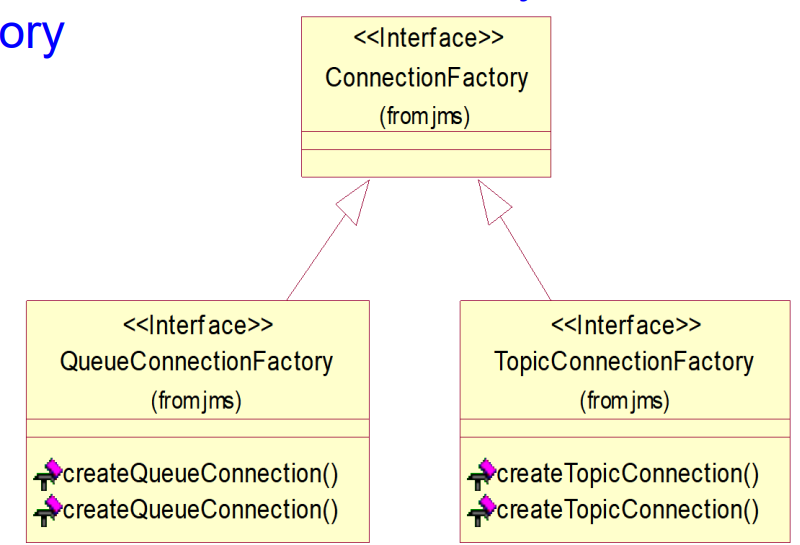 ory
<<Interface>>
ConnectionFactory
(from jms)
<<Interface>>
QueueConnectionFactory
(from jms)
createQueueConnection()
createQueueConnection()
<<Interface>>
TopicConnectionFactory
(from jms)
createTopicConnection()
createTopicConnection()